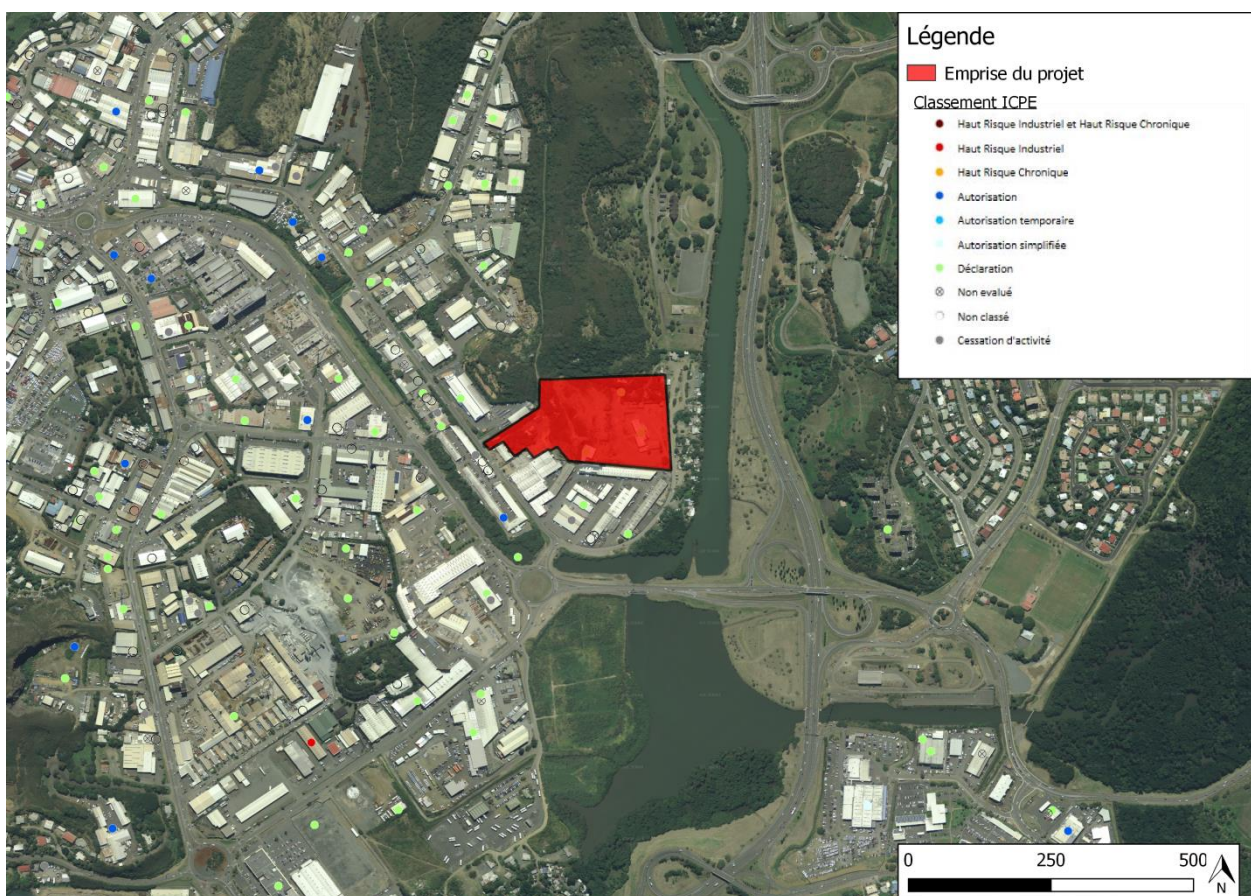 Légende
Emprise du projet
Classement ICPE
Haut Risque Industriel et Haut Risque Chronique
Haut Risque Industriel
Haut Risque Chronique
Autorisation
Autorisation temporaire
Autorisation simplifiée
Déclaration
Non evalué
Non classé
Cessation d'activité
0 250 500
N